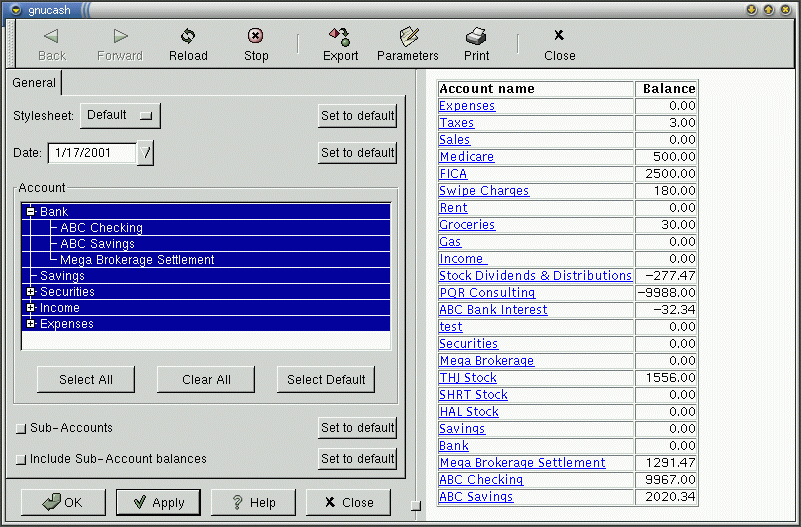 gnucash
Back Forward Reload Stop Export Parameters Print Close
General
Stylesheet: Default Set to default
Date: 1/17/2001 Set to default
Account
Bank
ABC Checking
ABC Savings
Mega Brokerage Settlement
Savings
Securities
Income
Expenses
Select All Clear All Select Default
Sub-Accounts Set to default
Include Sub-Account balances Set to default
OK Apply ? Help X Close
Account name Balance
Expenses 0.00
Taxes 3.00
Sales 0.00
Medicare 500.00
FICA 2500.00
Swipe Charges 180.00
Rent 0.00
Groceries 30.00
Gas 0.00
Income 0.00
Stock Dividends & Distributions -277.47
PQR Consulting -9988.00
ABC Bank Interest -32.34
test 0.00
Securities 0.00
Mega Brokerage 0.00
THJ Stock 1556.00
SHRT Stock 0.00
HAL Stock 0.00
Savings 0.00
Bank 0.00
Mega Brokerage Settlement 1291.47
ABC Checking 9967.00
ABC Savings 2020.34